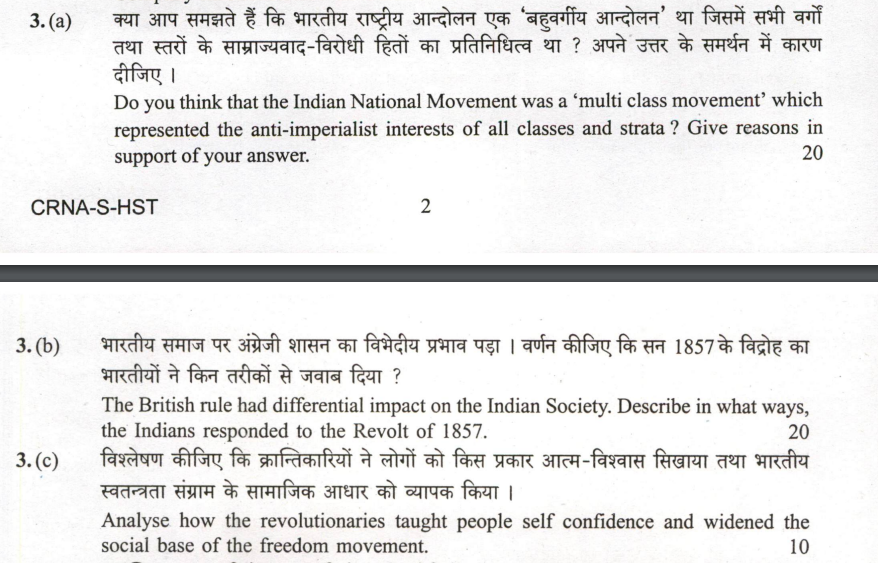 3. (a) क्या आप समझते हैं कि भारतीय राष्ट्रीय आन्दोलन एक 'बहुवर्गीय आन्दोलन' था जिसमें सभी वर्गों
तथा स्तरों के साम्राज्यवाद-विरोधी हितों का प्रतिनिधित्व था ? अपने उत्तर के समर्थन में कारण
दीजिए ।
Do you think that the Indian National Movement was a 'multi class movement' which
represented the anti-imperialist interests of all classes and strata ? Give reasons in
support of your answer. 20
CRNA-S-HST 2
3. (b) भारतीय समाज पर अंग्रेजी शासन का विभेदीय प्रभाव पड़ा । वर्णन कीजिए कि सन 1857 के विद्रोह का
भारतीयों ने किन तरीकों से जवाब दिया ?
The British rule had differential impact on the Indian Society. Describe in what ways,
the Indians responded to the Revolt of 1857. 20
3. (c) विश्लेषण कीजिए कि क्रान्तिकारियों ने लोगों को किस प्रकार आत्म-विश्वास सिखाया तथा भारतीय
स्वतन्त्रता संग्राम के सामाजिक आधार को व्यापक किया ।
Analyse how the revolutionaries taught people self confidence and widened the
social base of the freedom movement. 10